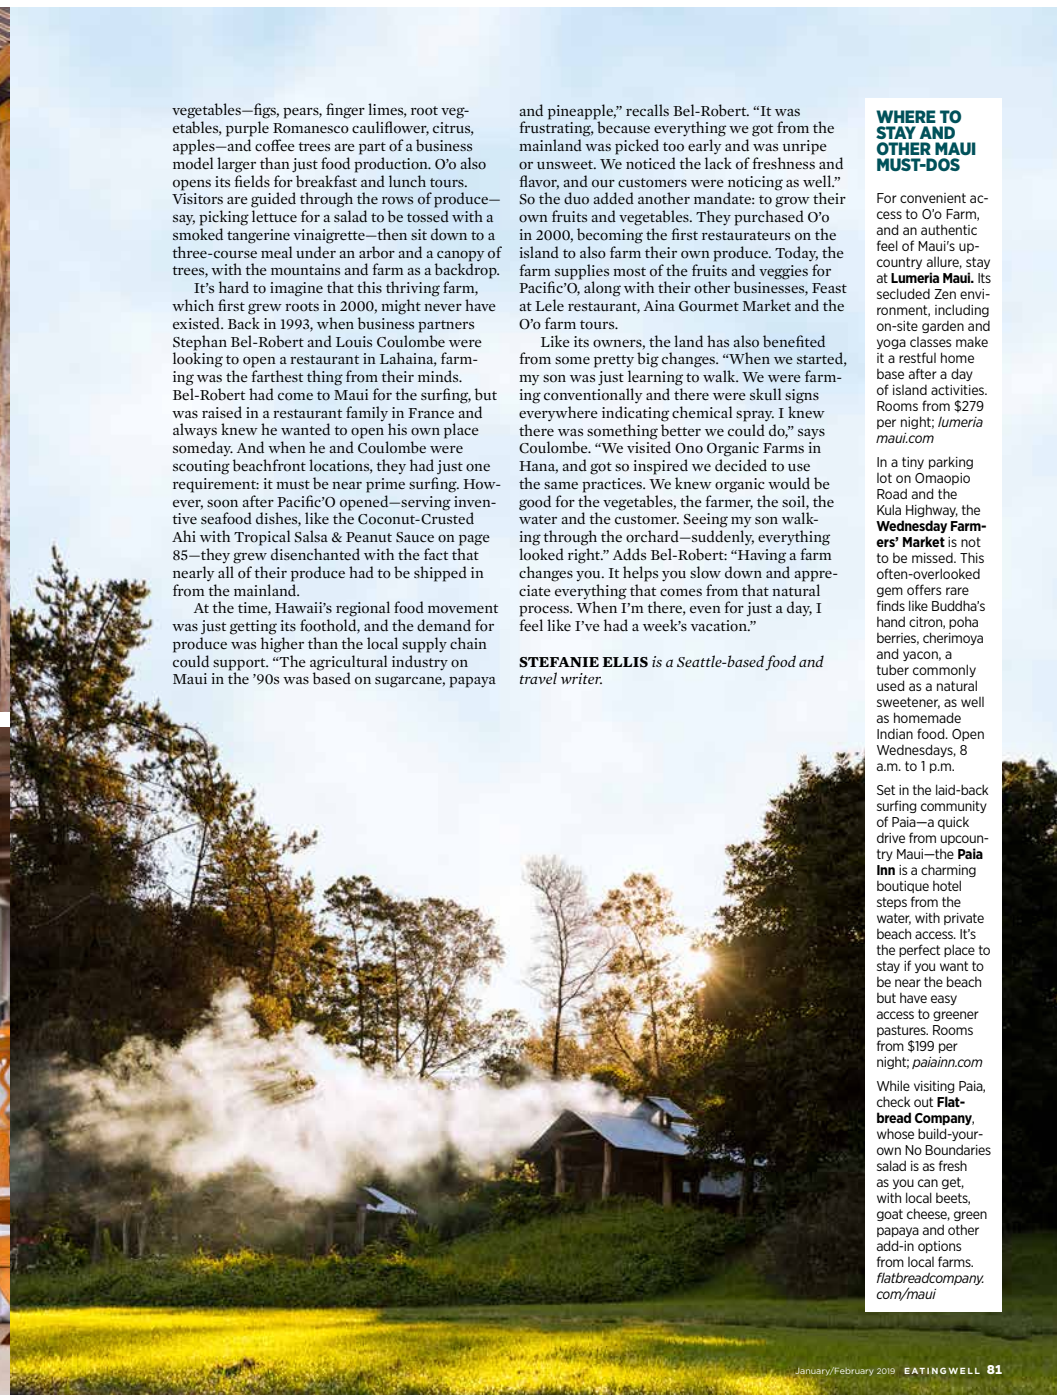 vegetables—figs, pears, finger limes, root veg-
etables, purple Romanesco cauliflower, citrus,
apples—and coffee trees are part of a business
model larger than just food production. O’o also
opens its fields for breakfast and lunch tours.
Visitors are guided through the rows of produce—
say, picking lettuce for a salad to be tossed with a
smoked tangerine vinaigrette—then sit down to a
three-course meal under an arbor and a canopy of
trees, with the mountains and farm as a backdrop.
It’s hard to imagine that this thriving farm,
which first grew roots in 2000, might never have
existed. Back in 1993, when business partners
Stephan Bel-Robert and Louis Coulombe were
looking to open a restaurant in Lahaina, farm-
ing was the farthest thing from their minds.
Bel-Robert had come to Maui for the surfing, but
was raised in a restaurant family in France and
always knew he wanted to open his own place
someday. And when he and Coulombe were
scouting beachfront locations, they had just one
requirement: it must be near prime surfing. How-
ever, soon after Pacific’O opened—serving inven-
tive seafood dishes, like the Coconut-Crusted
Ahi with Tropical Salsa & Peanut Sauce on page
85—they grew disenchanted with the fact that
nearly all of their produce had to be shipped in
from the mainland.
At the time, Hawaii’s regional food movement
was just getting its foothold, and the demand for
produce was higher than the local supply chain
could support. “The agricultural industry on
Maui in the ’90s was based on sugarcane, papaya
and pineapple,” recalls Bel-Robert. “It was
frustrating, because everything we got from the
mainland was picked too early and was unripe
or unsweet. We noticed the lack of freshness and
flavor, and our customers were noticing as well.”
So the duo added another mandate: to grow their
own fruits and vegetables. They purchased O’o
in 2000, becoming the first restaurateurs on the
island to also farm their own produce. Today, the
farm supplies most of the fruits and veggies for
Pacific’O, along with their other businesses, Feast
at Lele restaurant, Aina Gourmet Market and the
O’o farm tours.
Like its owners, the land has also benefited
from some pretty big changes. “When we started,
my son was just learning to walk. We were farm-
ing conventionally and there were skull signs
everywhere indicating chemical spray. I knew
there was something better we could do,” says
Coulombe. “We visited Ono Organic Farms in
Hana, and got so inspired we decided to use
the same practices. We knew organic would be
good for the vegetables, the farmer, the soil, the
water and the customer. Seeing my son walk-
ing through the orchard—suddenly, everything
looked right.” Adds Bel-Robert: “Having a farm
changes you. It helps you slow down and appre-
ciate everything that comes from that natural
process. When I’m there, even for just a day, I
feel like I’ve had a week’s vacation.”
STEFANIE ELLIS is a Seattle-based food and
travel writer.
WHERE TO
STAY AND
OTHER MAUI
MUST-DOS
For convenient ac-
cess to O’o Farm,
and an authentic
feel of Maui’s up-
country allure, stay
at Lumeria Maui. Its
secluded Zen envi-
ronment, including
on-site garden and
yoga classes make
it a restful home
base after a day
of island activities.
Rooms from $279
per night; lumeria
maui.com
In a tiny parking
lot on Omaopio
Road and the
Kula Highway, the
Wednesday Farm-
ers’ Market is not
to be missed. This
often-overlooked
gem offers rare
finds like Buddha’s
hand citron, poha
berries, cherimoya
and yacon, a
tuber commonly
used as a natural
sweetener, as well
as homemade
Indian food. Open
Wednesdays, 8
a.m. to 1 p.m.
Set in the laid-back
surfing community
of Paia—a quick
drive from upcoun-
try Maui—the Paia
Inn is a charming
boutique hotel
steps from the
water, with private
beach access. It’s
the perfect place to
stay if you want to
be near the beach
but have easy
access to greener
pastures. Rooms
from $199 per
night; paiainn.com
While visiting Paia,
check out Flat-
bread Company,
whose build-your-
own No Boundaries
salad is as fresh
as you can get,
with local beets,
goat cheese, green
papaya and other
add-in options
from local farms.
flatbreadcompany.
com/maui
January/February 2019 EATINGWELL 81